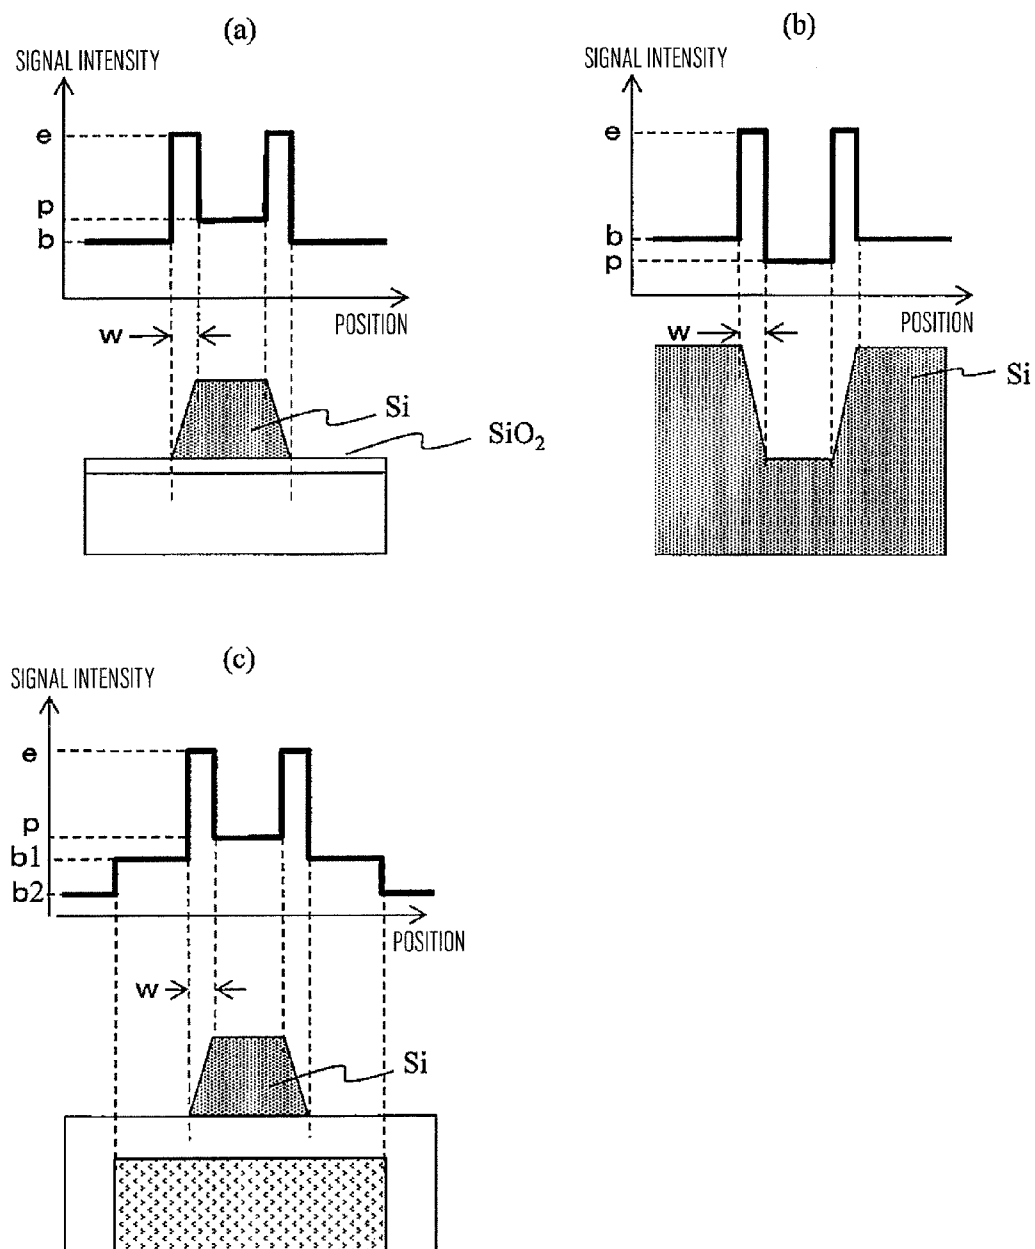 (a)
SIGNAL INTENSITY
e
p
b
POSITION
w
Si
SiO₂
(b)
SIGNAL INTENSITY
e
b
p
POSITION
w
Si
(c)
SIGNAL INTENSITY
e
p
b1
b2
POSITION
w
Si